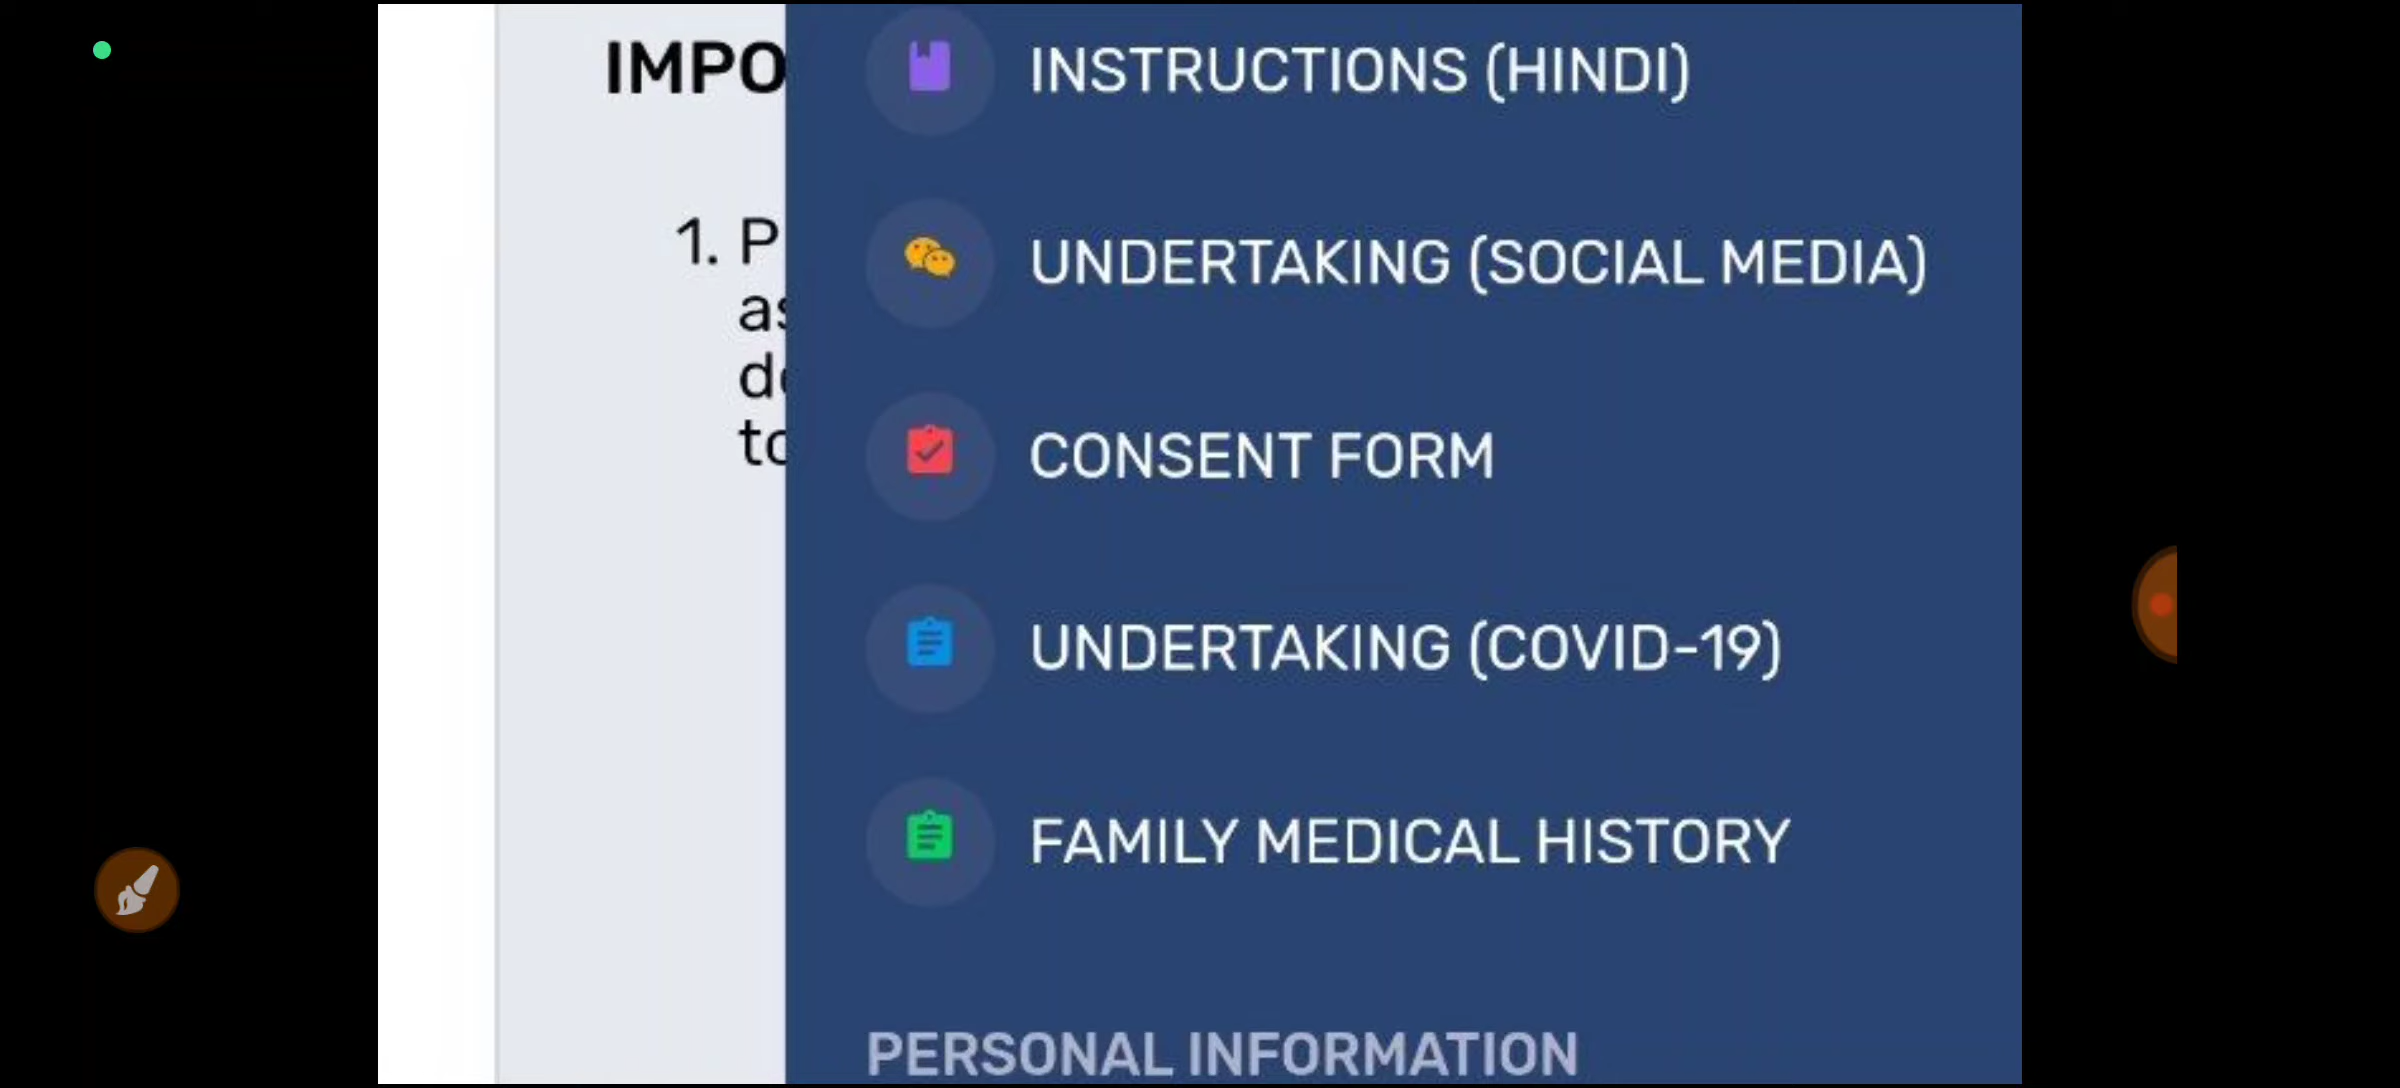 IMPO
1. P
as
de
to
INSTRUCTIONS (HINDI)
UNDERTAKING (SOCIAL MEDIA)
CONSENT FORM
UNDERTAKING (COVID-19)
FAMILY MEDICAL HISTORY
PERSONAL INFORMATION